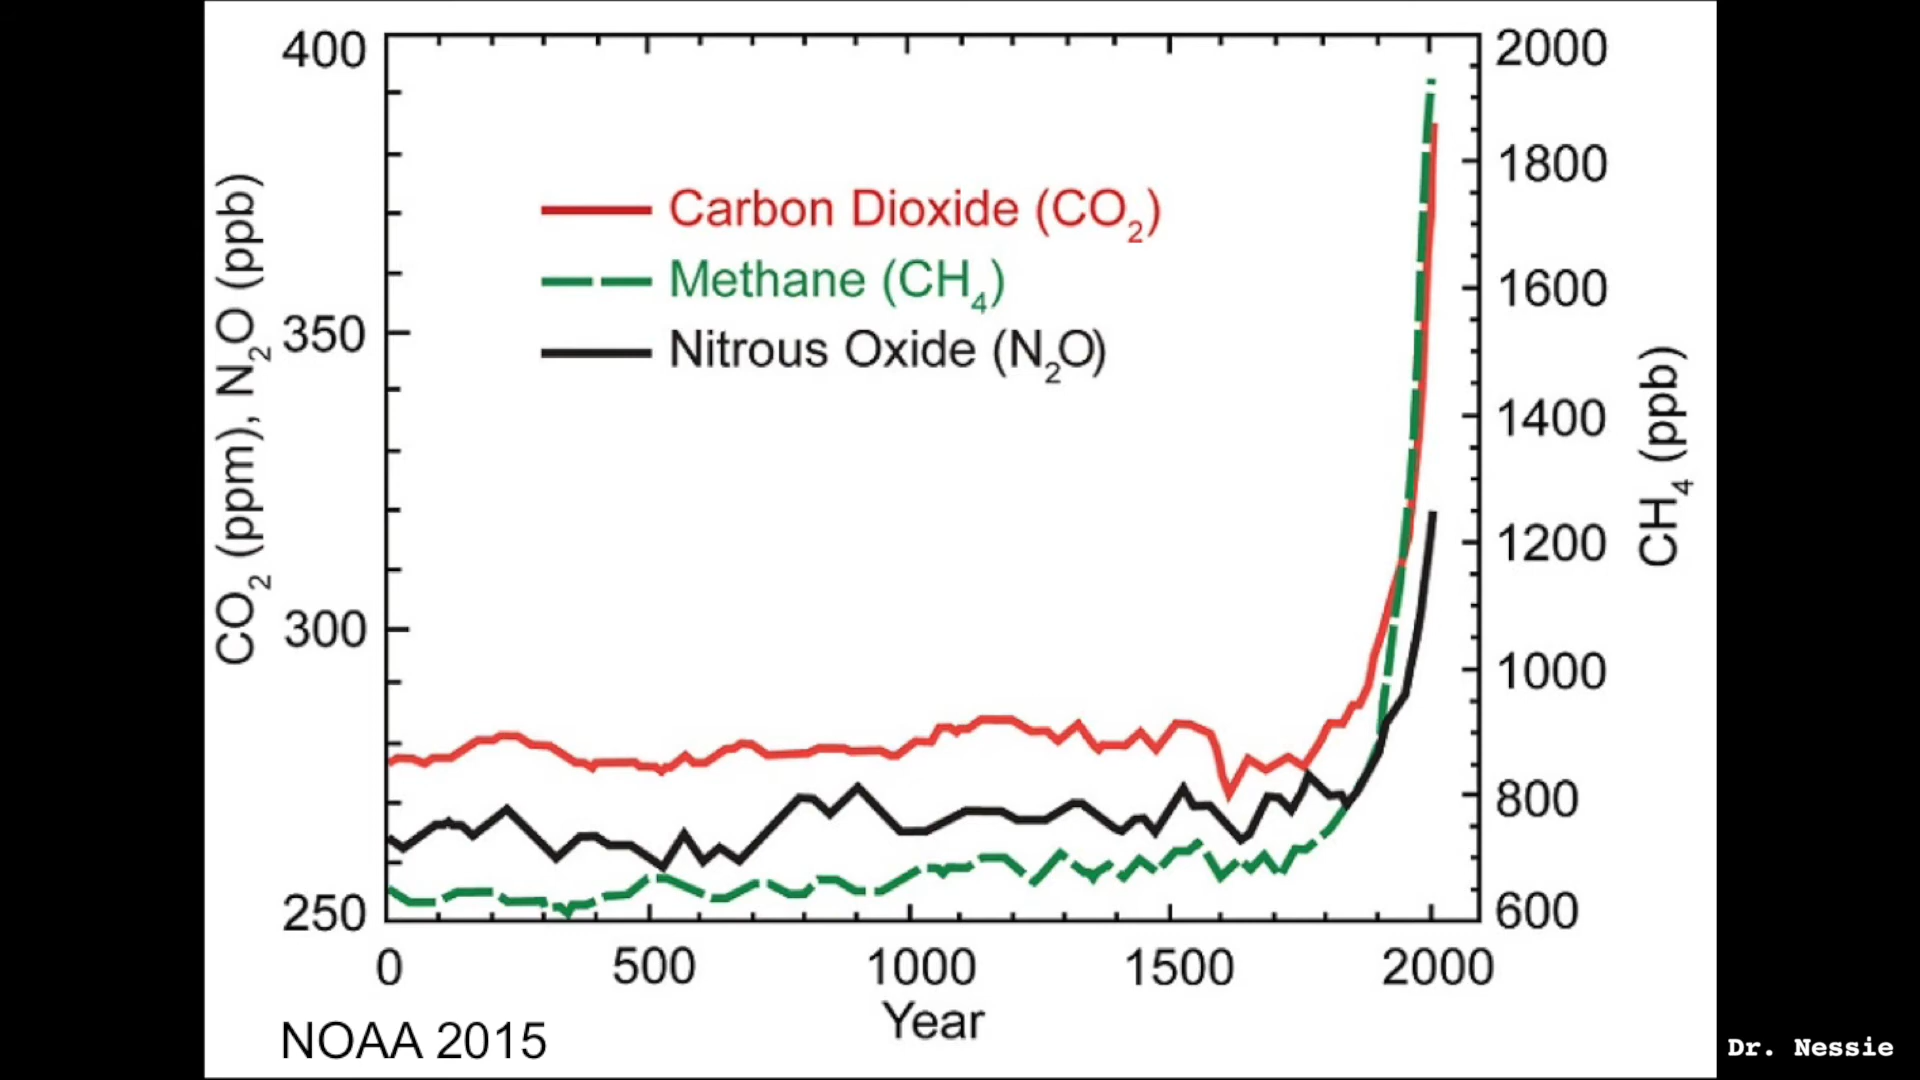 400
350
300
250
CO₂ (ppm), N₂O (ppb)
Carbon Dioxide (CO₂)
Methane (CH₄)
Nitrous Oxide (N₂O)
2000
1800
1600
1400
1200
1000
800
600
CH₄ (ppb)
0 500 1000 1500 2000
Year
NOAA 2015
Dr. Nessie